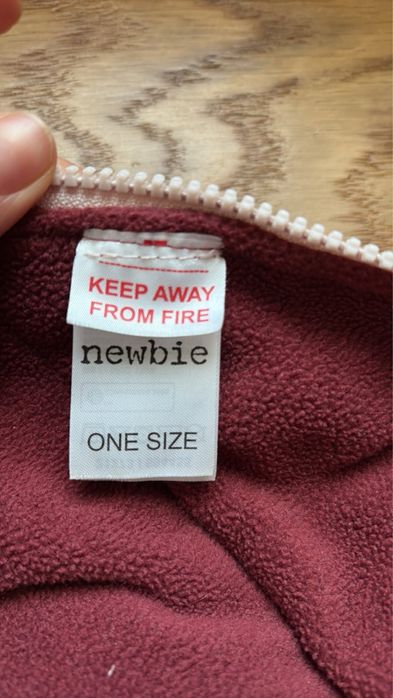 KEEP AWAY
FROM FIRE
newbie
ONE SIZE